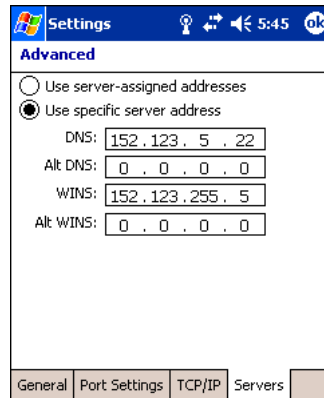 Settings 5:45 ok
Advanced
Use server-assigned addresses
Use specific server address
DNS: 152 . 123 . 5 . 22
Alt DNS: 0 . 0 . 0 . 0
WINS: 152 . 123 . 255 . 5
Alt WINS: 0 . 0 . 0 . 0
General Port Settings TCP/IP Servers